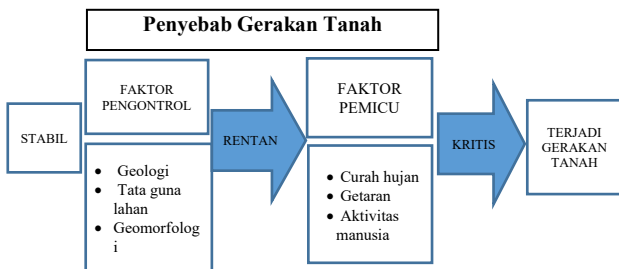 Penyebab Gerakan Tanah
STABIL
FAKTOR
PENGONTROL
• Geologi
• Tata guna
lahan
• Geomorfolog
i
RENTAN
FAKTOR
PEMICU
• Curah hujan
• Getaran
• Aktivitas
manusia
KRITIS
TERJADI
GERAKAN
TANAH